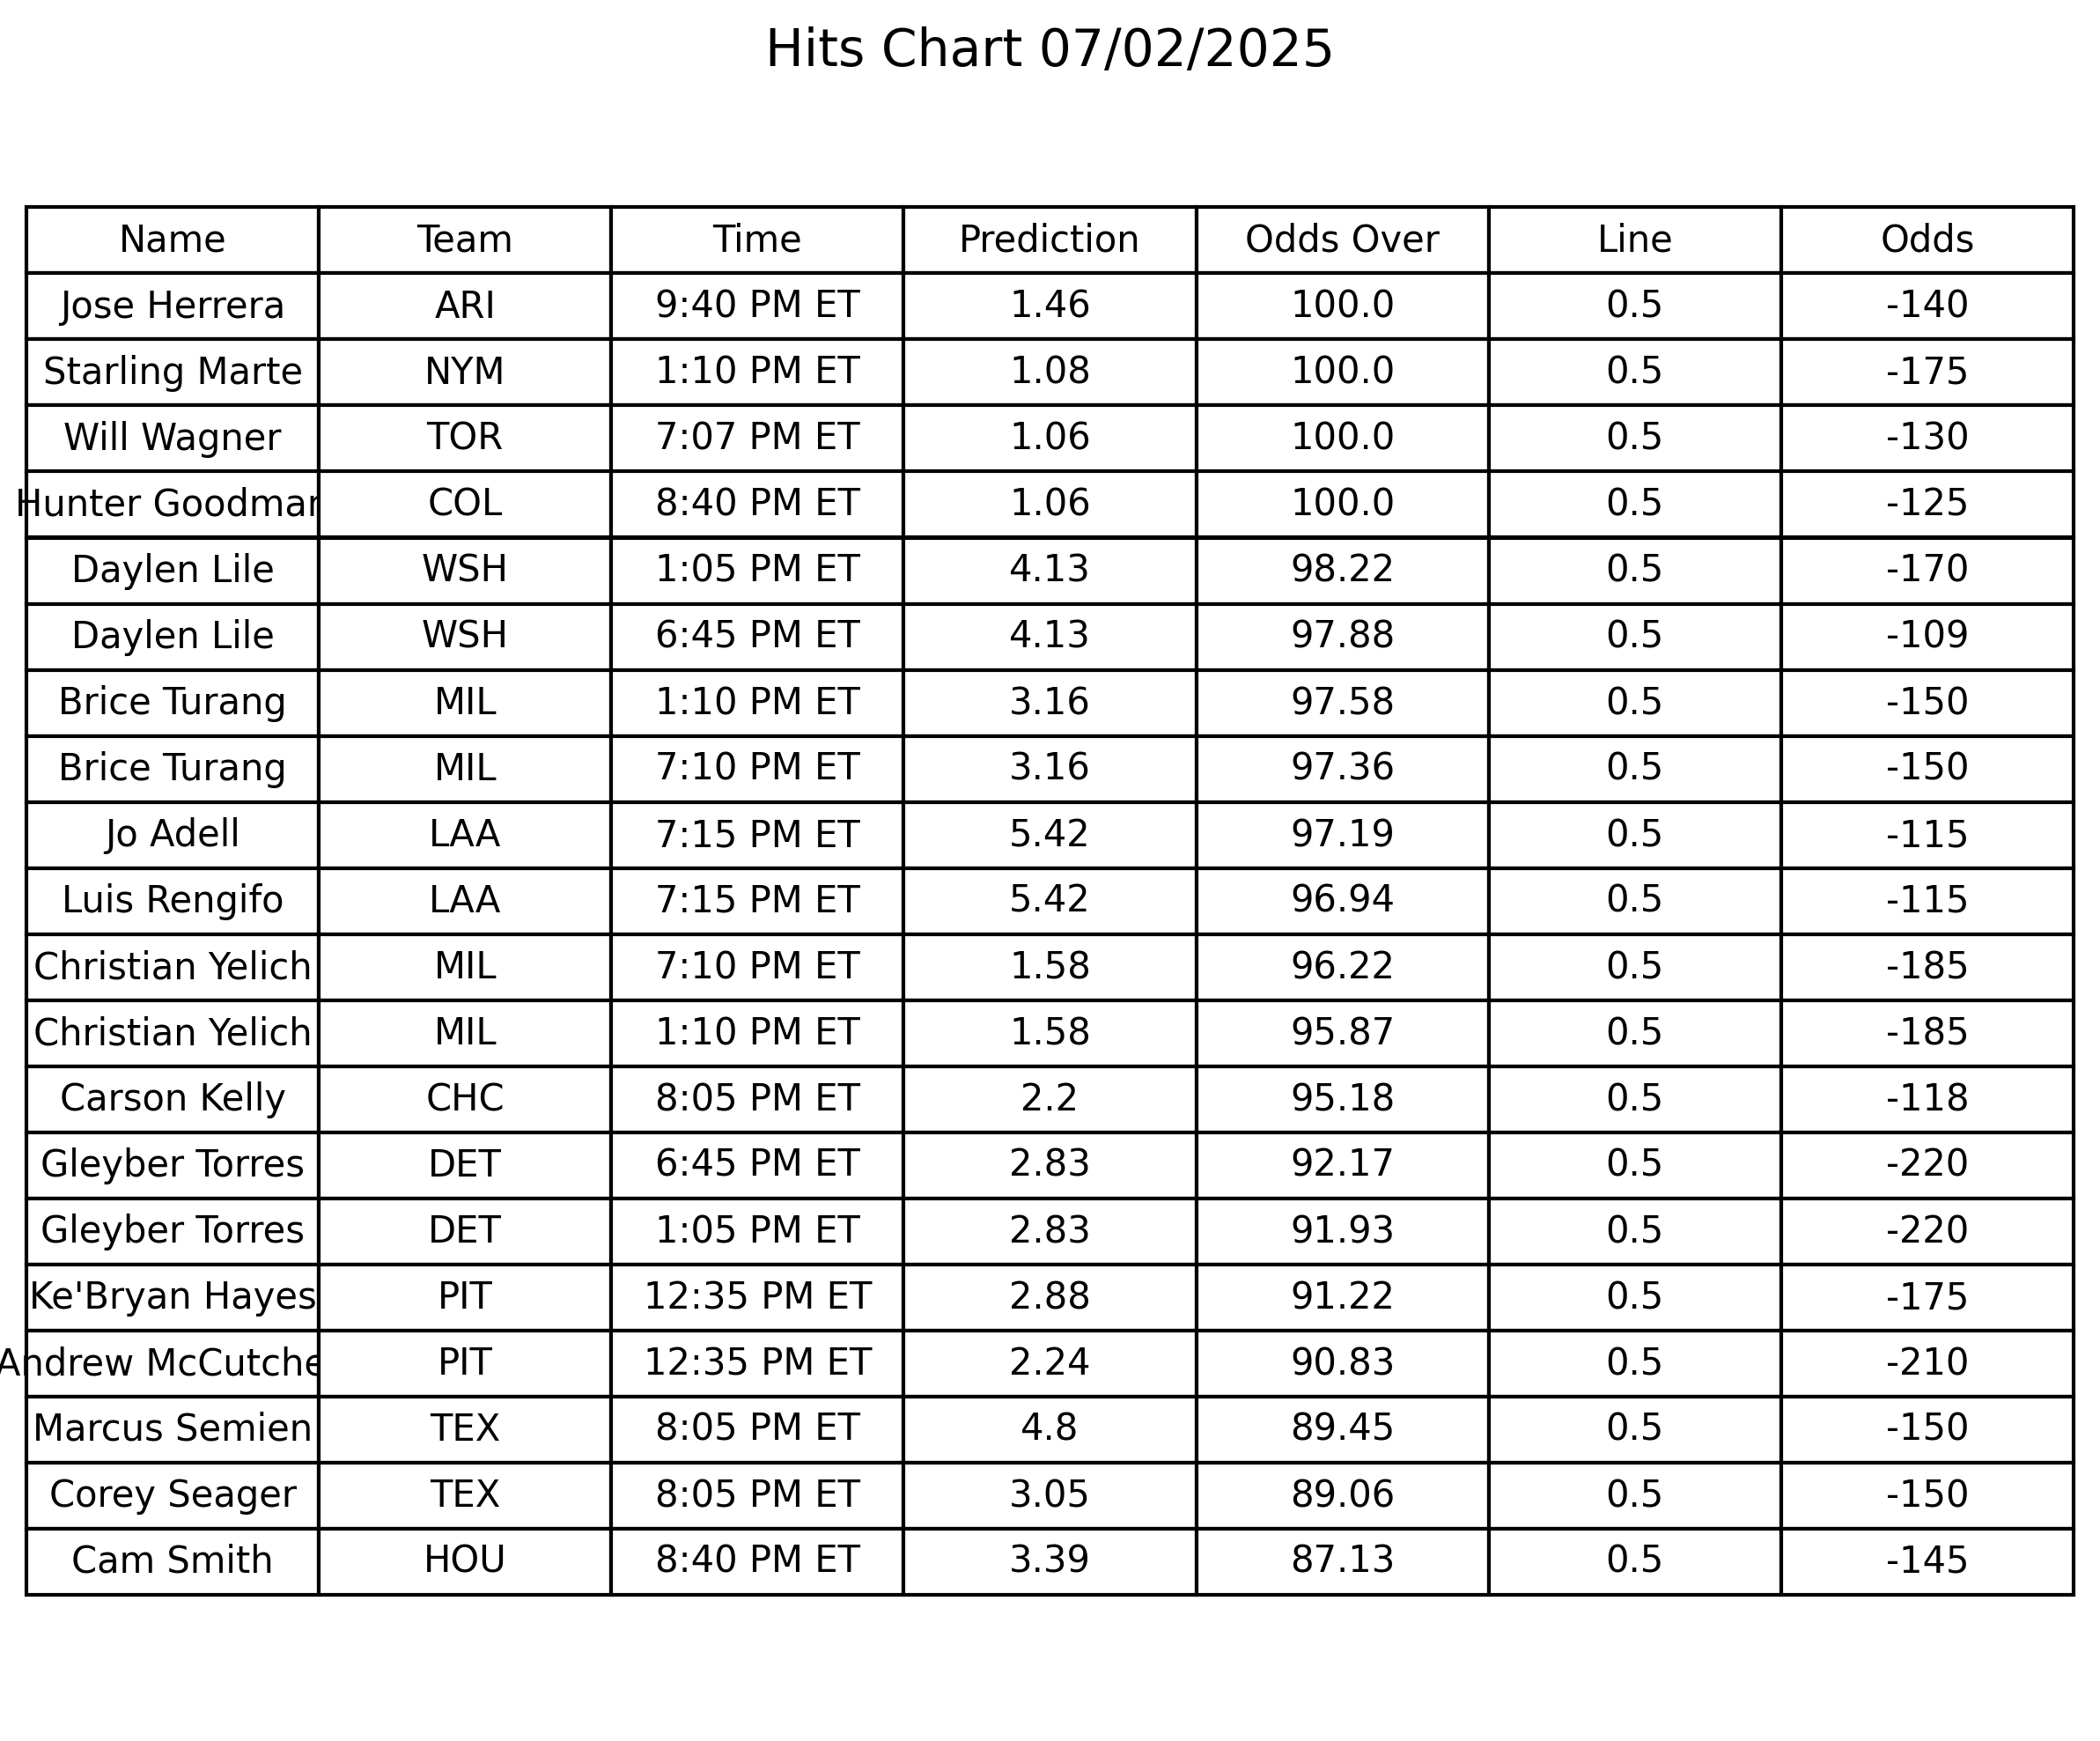 Hits Chart 07/02/2025
Name Team Time Prediction Odds Over Line Odds
Jose Herrera ARI 9:40 PM ET 1.46 100.0 0.5 -140
Starling Marte NYM 1:10 PM ET 1.08 100.0 0.5 -175
Will Wagner TOR 7:07 PM ET 1.06 100.0 0.5 -130
Hunter Goodman COL 8:40 PM ET 1.06 100.0 0.5 -125
Daylen Lile WSH 1:05 PM ET 4.13 98.22 0.5 -170
Daylen Lile WSH 6:45 PM ET 4.13 97.88 0.5 -109
Brice Turang MIL 1:10 PM ET 3.16 97.58 0.5 -150
Brice Turang MIL 7:10 PM ET 3.16 97.36 0.5 -150
Jo Adell LAA 7:15 PM ET 5.42 97.19 0.5 -115
Luis Rengifo LAA 7:15 PM ET 5.42 96.94 0.5 -115
Christian Yelich MIL 7:10 PM ET 1.58 96.22 0.5 -185
Christian Yelich MIL 1:10 PM ET 1.58 95.87 0.5 -185
Carson Kelly CHC 8:05 PM ET 2.2 95.18 0.5 -118
Gleyber Torres DET 6:45 PM ET 2.83 92.17 0.5 -220
Gleyber Torres DET 1:05 PM ET 2.83 91.93 0.5 -220
Ke'Bryan Hayes PIT 12:35 PM ET 2.88 91.22 0.5 -175
Andrew McCutche PIT 12:35 PM ET 2.24 90.83 0.5 -210
Marcus Semien TEX 8:05 PM ET 4.8 89.45 0.5 -150
Corey Seager TEX 8:05 PM ET 3.05 89.06 0.5 -150
Cam Smith HOU 8:40 PM ET 3.39 87.13 0.5 -145